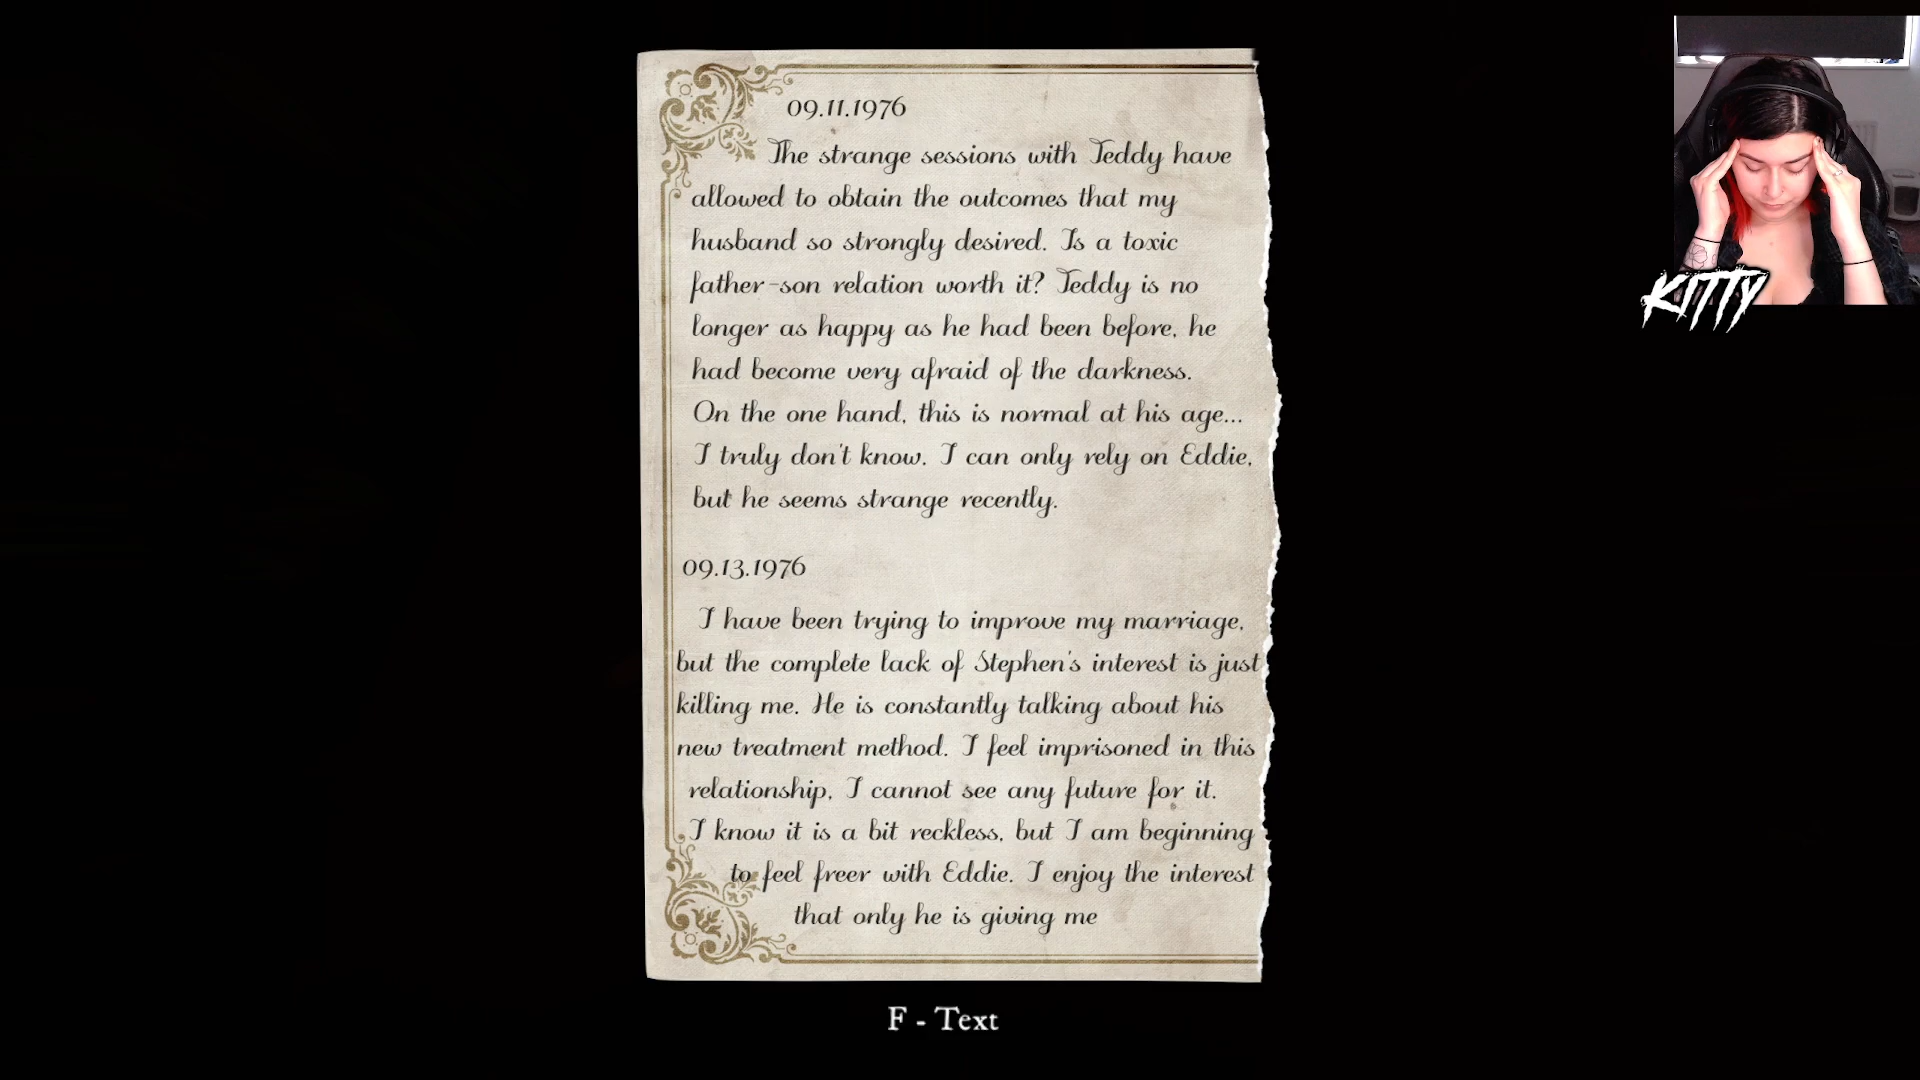 09.11.1976
The strange sessions with Teddy have
allowed to obtain the outcomes that my
husband so strongly desired. Is a toxic
father-son relation worth it? Teddy is no
longer as happy as he had been before, he
had become very afraid of the darkness.
On the one hand, this is normal at his age...
I truly don't know. I can only rely on Eddie,
but he seems strange recently.
09.13.1976
I have been trying to improve my marriage,
but the complete lack of Stephen's interest is just
killing me. He is constantly talking about his
new treatment method. I feel imprisoned in this
relationship, I cannot see any future for it.
I know it is a bit reckless, but I am beginning
to feel freer with Eddie. I enjoy the interest
that only he is giving me
F - Text
KITTY